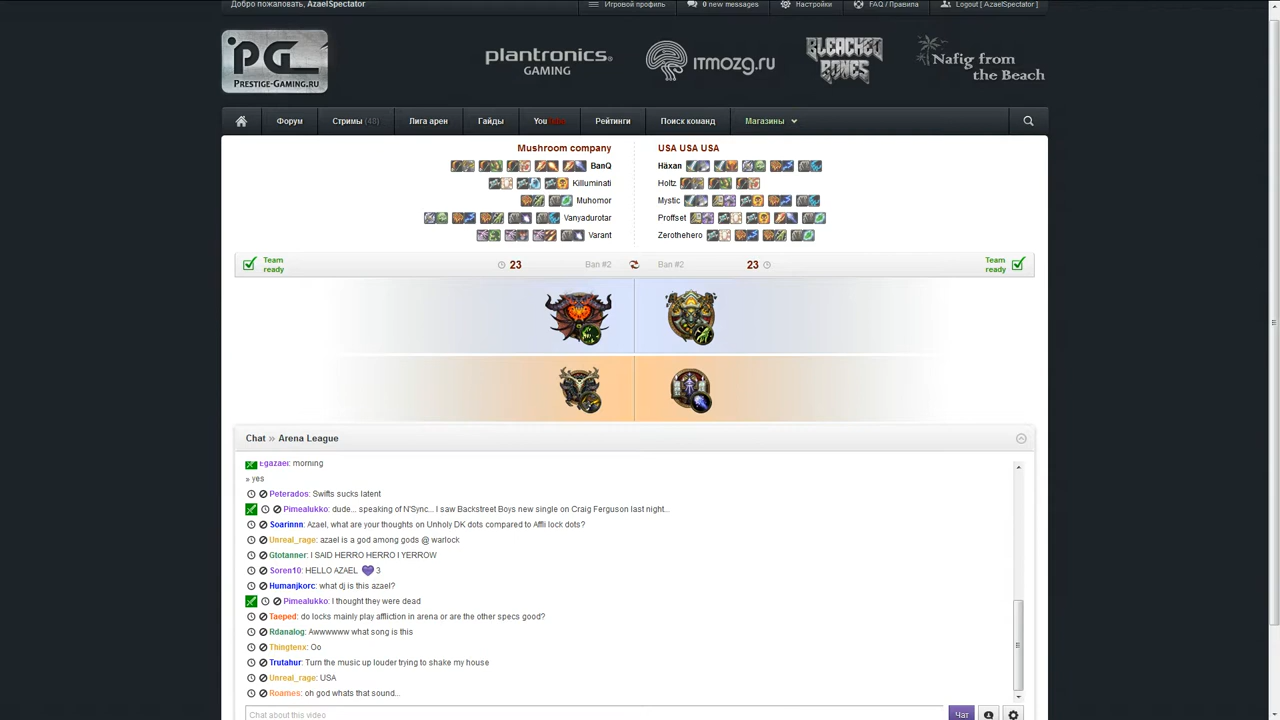 Добро пожаловать, AzaelSpectator
Игровой профиль
0 new messages
Настройки
FAQ / Правила
Logout [ AzaelSpectator ]
PG
PRESTIGE-GAMING.RU
plantronics®
GAMING
ITMOZG.RU
BLEACHED
BONES
Nafig from
the Beach
Форум
Стримы (48)
Лига арен
Гайды
YouTube
Рейтинги
Поиск команд
Магазины
Mushroom company
USA USA USA
BanQ
Häxan
Killuminati
Holtz
Muhomor
Mystic
Vanyadurotar
Proffset
Varant
Zerothehero
Team
ready
23
Ban #2
Ban #2
23
Team
ready
Chat » Arena League
Egazael: morning
» yes
Peterados: Swifts sucks latent
Pimealukko: dude... speaking of N'Sync... I saw Backstreet Boys new single on Craig Ferguson last night...
Soarinnn: Azael, what are your thoughts on Unholy DK dots compared to Affli lock dots?
Unreal_rage: azael is a god among gods @ warlock
Gtotanner: I SAID HERRO HERRO I YERROW
Soren10: HELLO AZAEL 3
Humanjkorc: what dj is this azael?
Pimealukko: I thought they were dead
Taeped: do locks mainly play affliction in arena or are the other specs good?
Rdanalog: Awwwwww what song is this
Thingtenx: Oo
Trutahur: Turn the music up louder trying to shake my house
Unreal_rage: USA
Roames: oh god whats that sound...
Chat about this video
Чат